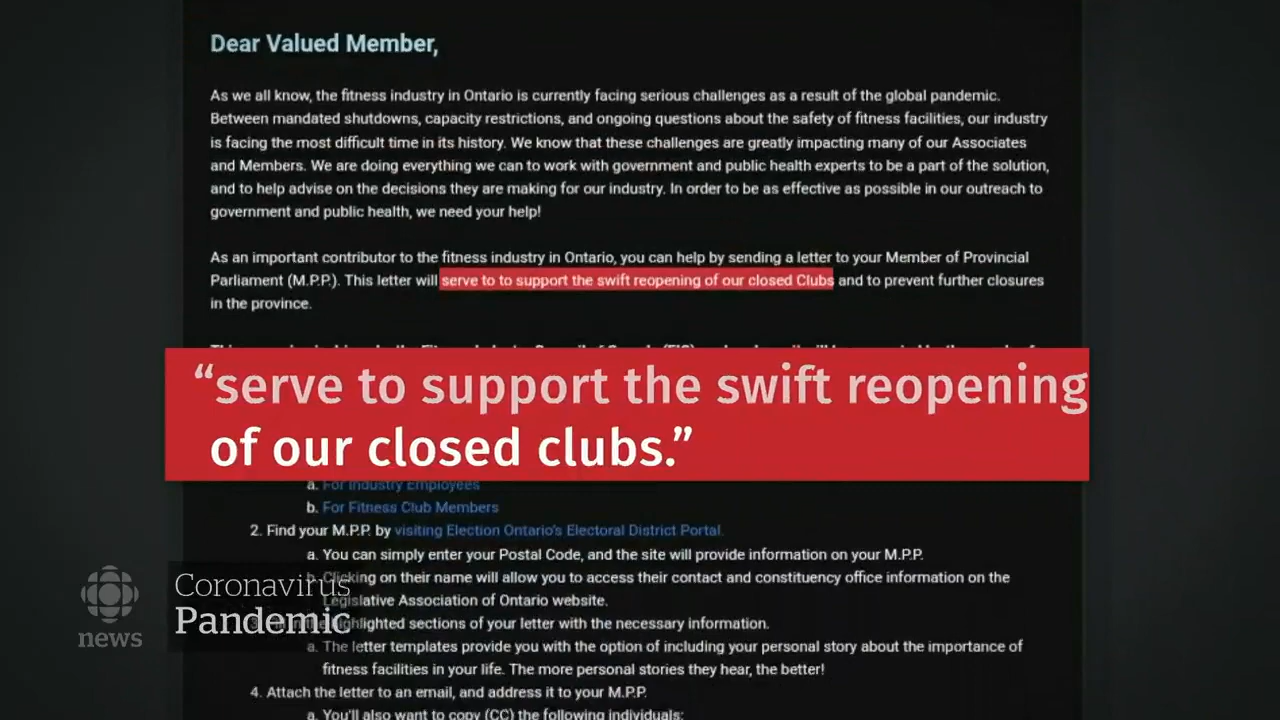 Dear Valued Member,
As we all know, the fitness industry in Ontario is currently facing serious challenges as a result of the global pandemic.
Between mandated shutdowns, capacity restrictions, and ongoing questions about the safety of fitness facilities, our industry
is facing the most difficult time in its history. We know that these challenges are greatly impacting many of our Associates
and Members. We are doing everything we can to work with government and public health experts to be a part of the solution,
and to help advise on the decisions they are making for our industry. In order to be as effective as possible in our outreach to
government and public health, we need your help!
As an important contributor to the fitness industry in Ontario, you can help by sending a letter to your Member of Provincial
Parliament (M.P.P.). This letter will serve to to support the swift reopening of our closed Clubs and to prevent further closures
in the province.
“serve to support the swift reopening
of our closed clubs.”
a. For Industry Employees
b. For Fitness Club Members
2. Find your M.P.P. by visiting Election Ontario's Electoral District Portal.
a. You can simply enter your Postal Code, and the site will provide information on your M.P.P.
b. Clicking on their name will allow you to access their contact and constituency office information on the
Legislative Association of Ontario website.
highlighted sections of your letter with the necessary information.
a. The letter templates provide you with the option of including your personal story about the importance of
fitness facilities in your life. The more personal stories they hear, the better!
4. Attach the letter to an email, and address it to your M.P.P.
a. You'll also want to copy (CC) the following individuals:
news
Coronavirus
Pandemic